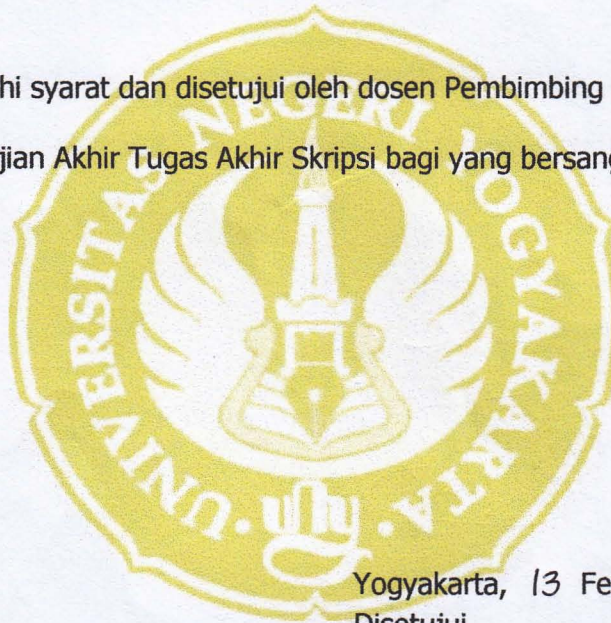 hi syarat dan disetujui oleh dosen Pembimbing
jian Akhir Tugas Akhir Skripsi bagi yang bersang
UNIVERSITAS NEGERI YOGYAKARTA
uny
Yogyakarta, 13 Fe
Disetujui